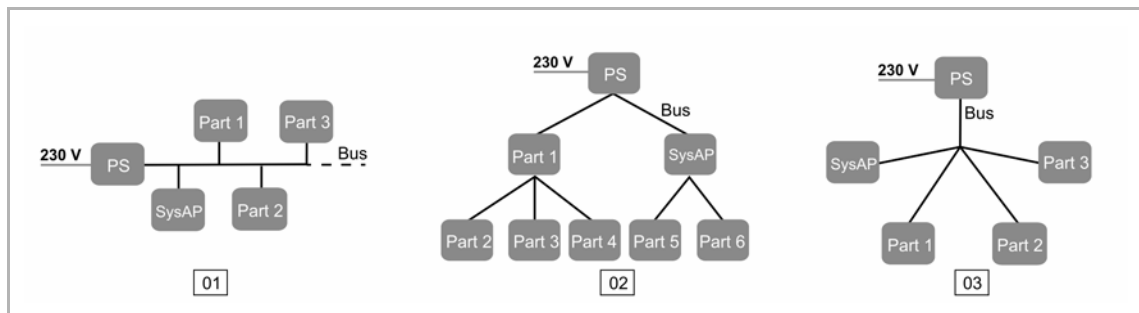 230 V
PS
Part 1
Part 3
SysAP
Part 2
Bus
01
230 V
PS
Bus
Part 1
SysAP
Part 2
Part 3
Part 4
Part 5
Part 6
02
230 V
PS
Bus
SysAP
Part 3
Part 1
Part 2
03